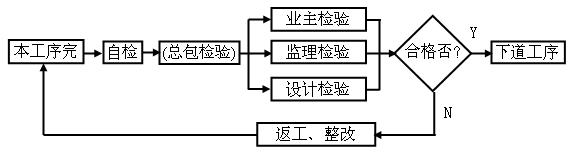 业主检验
本工序完
自检
(总包检验)
监理检验
合格否?
Y
下道工序
设计检验
N
返工、整改